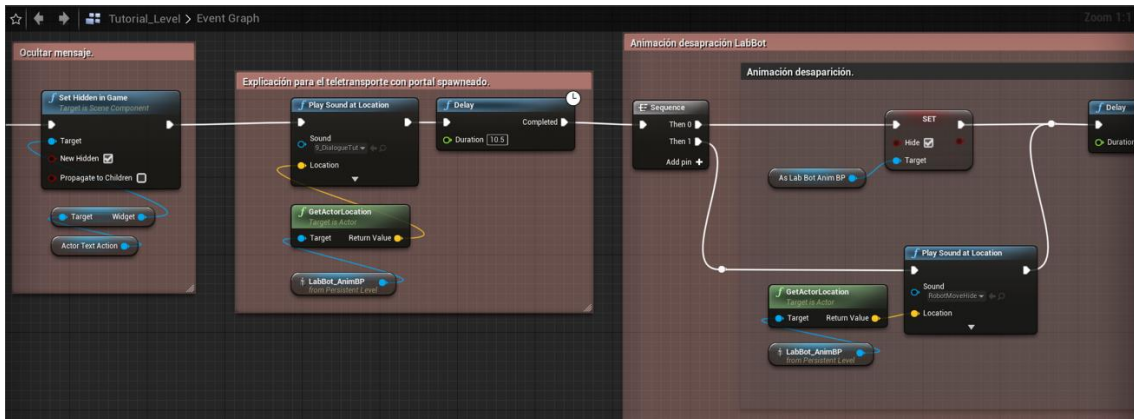 Tutorial_Level > Event Graph
Zoom 1:1
Ocultar mensaje.
Set Hidden in Game
Target is Scene Component
Target
New Hidden
Propagate to Children
Target Widget
Actor Text Action
Explicación para el teletransporte con portal spawneado.
Play Sound at Location
Sound
9_DialogueTut
Location
GetActorLocation
Target is Actor
Target Return Value
LabBot_AnimBP
from Persistent Level
Delay
Completed
Duration 10.5
Animación desapración LabBot
Animación desaparición.
Sequence
Then 0
Then 1
Add pin +
SET
Hide
Target
As Lab Bot Anim BP
Play Sound at Location
Sound
RobotMoveHide
Location
GetActorLocation
Target is Actor
Target Return Value
LabBot_AnimBP
from Persistent Level
Delay
Duration